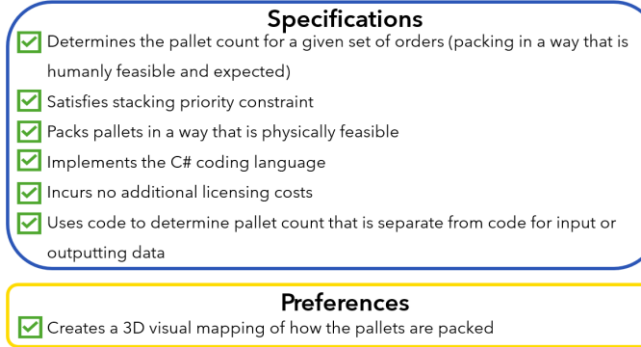 Specifications
Determines the pallet count for a given set of orders (packing in a way that is
humanly feasible and expected)
Satisfies stacking priority constraint
Packs pallets in a way that is physically feasible
Implements the C# coding language
Incurs no additional licensing costs
Uses code to determine pallet count that is separate from code for input or
outputting data
Preferences
Creates a 3D visual mapping of how the pallets are packed